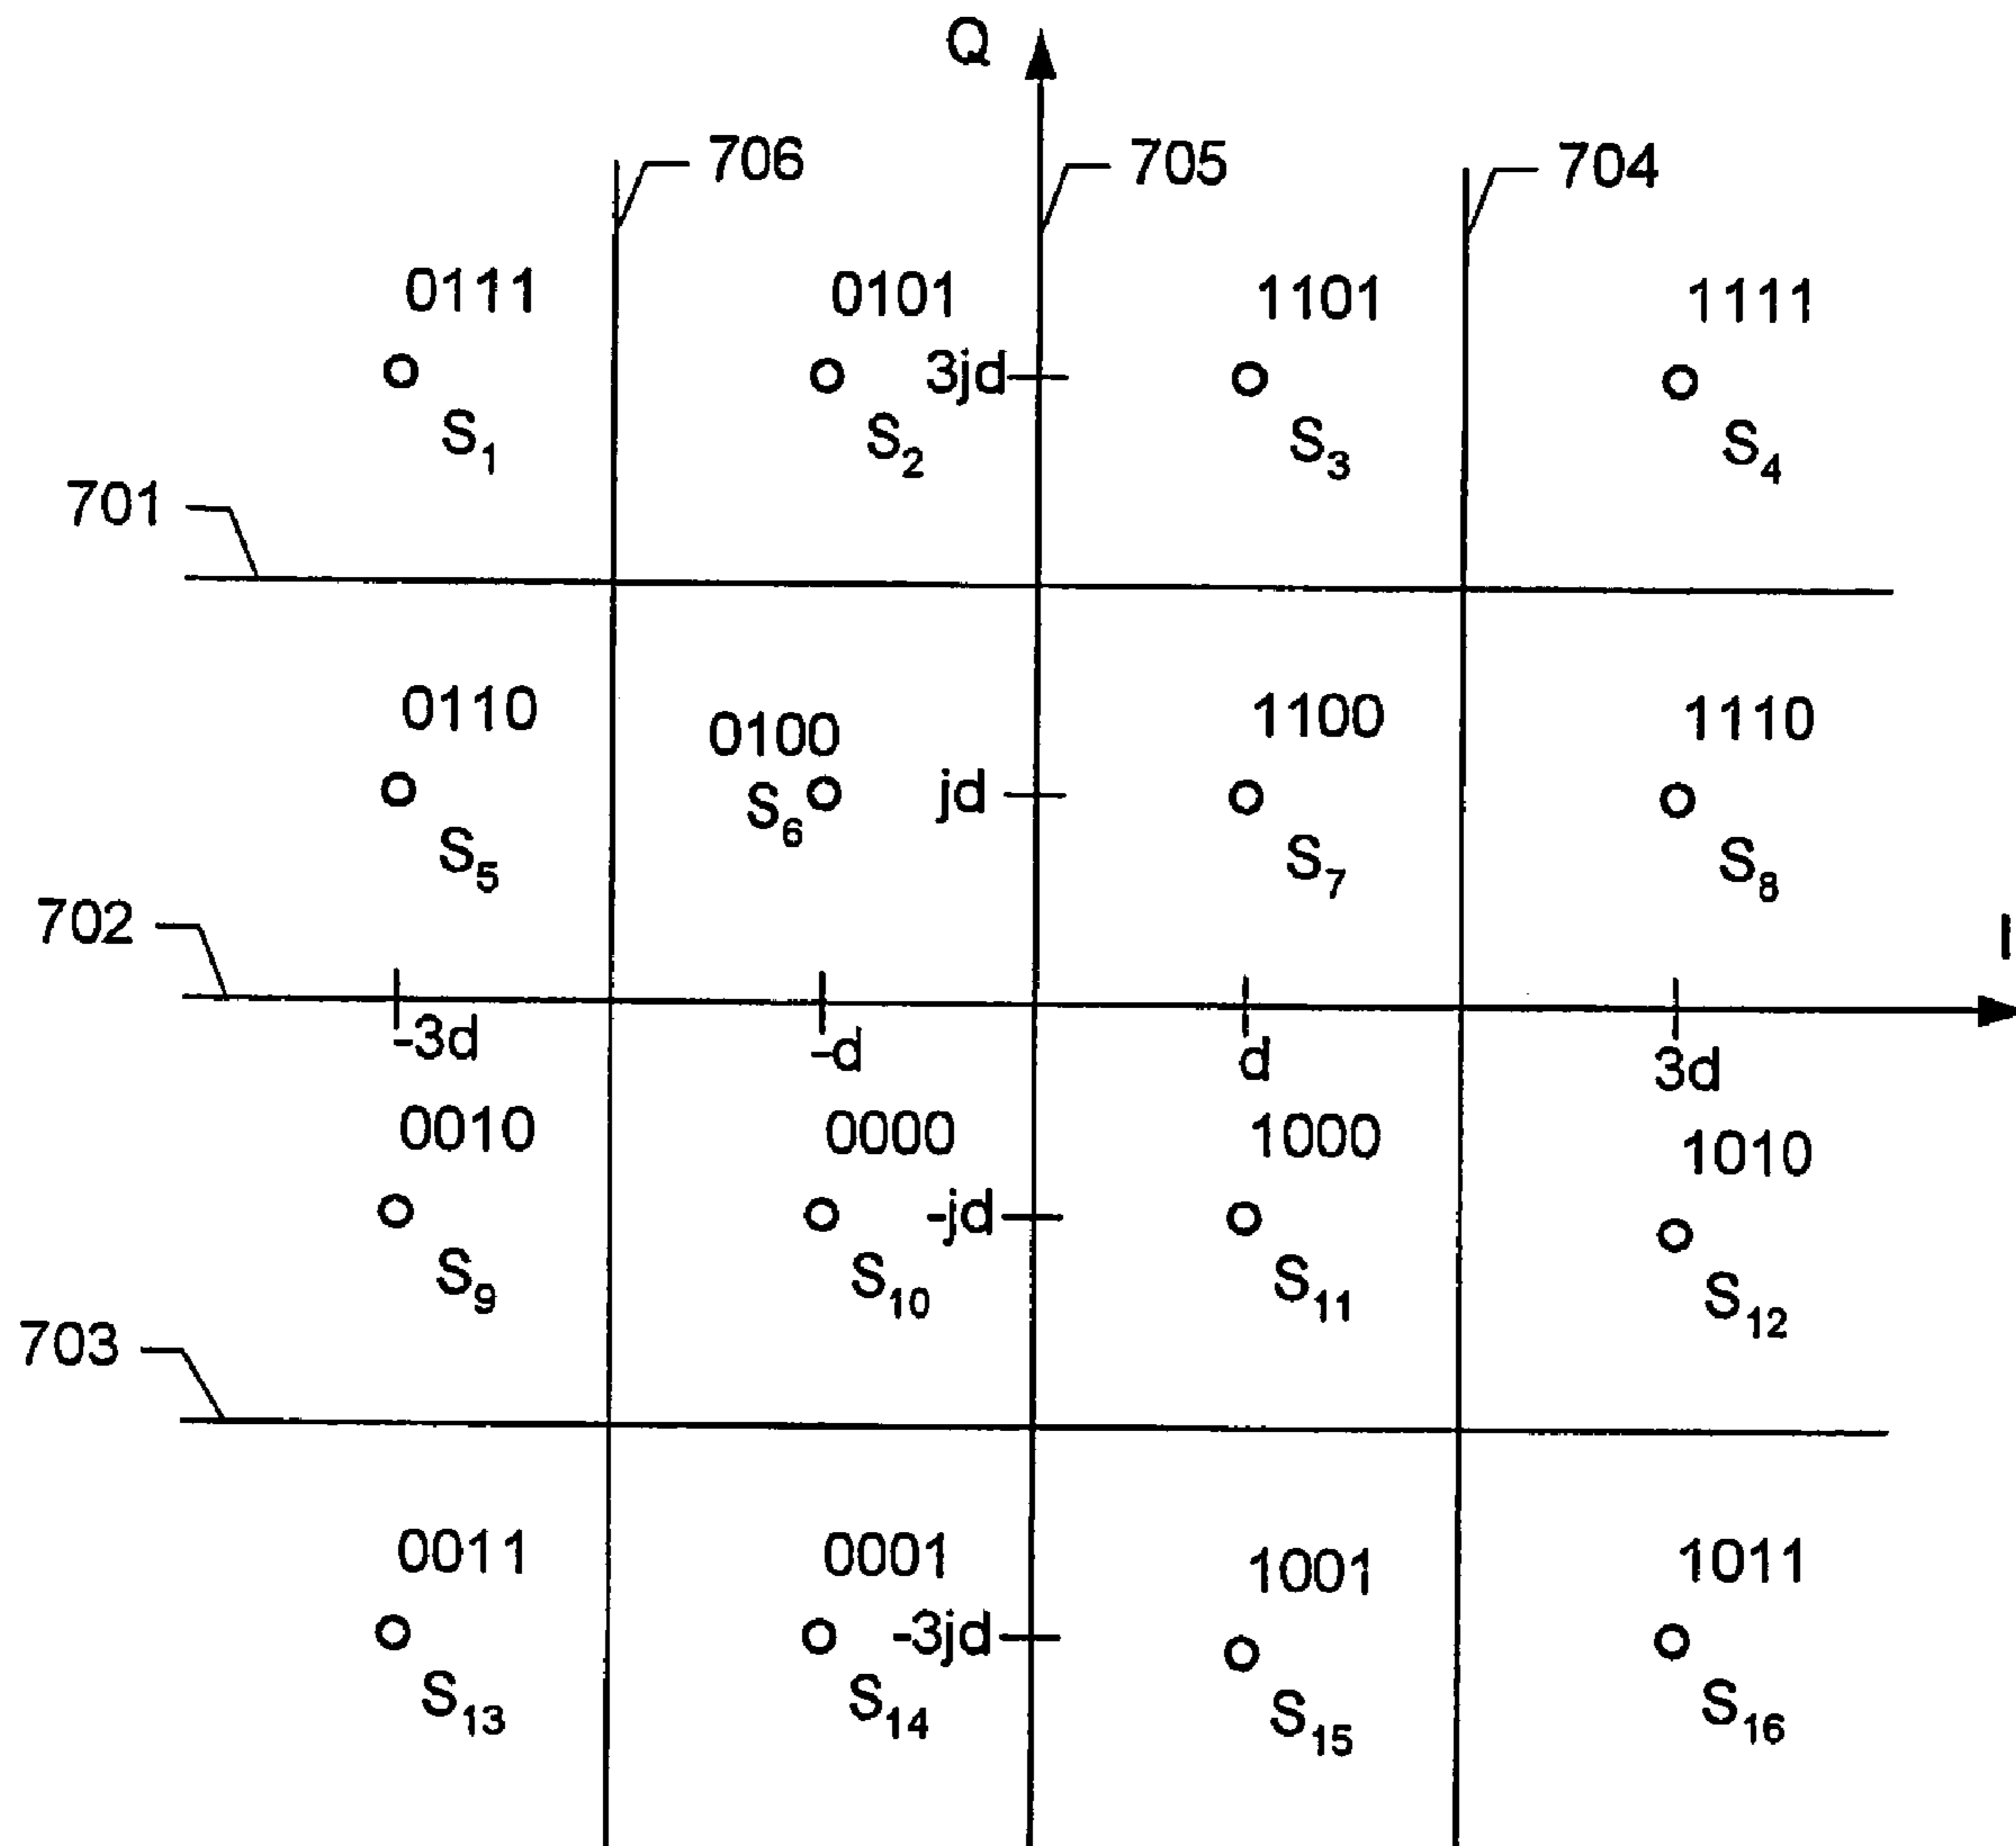 Q
706 705 704
0111 0101 1101 1111
3jd
S1 S2 S3 S4
701
0110 0100 1100 1110
S6 jd
S5 S7 S8
702
I
-3d -d d 3d
0010 0000 1000 1010
-jd
S9 S10 S11 S12
703
0011 0001 1001 1011
-3jd
S13 S14 S15 S16